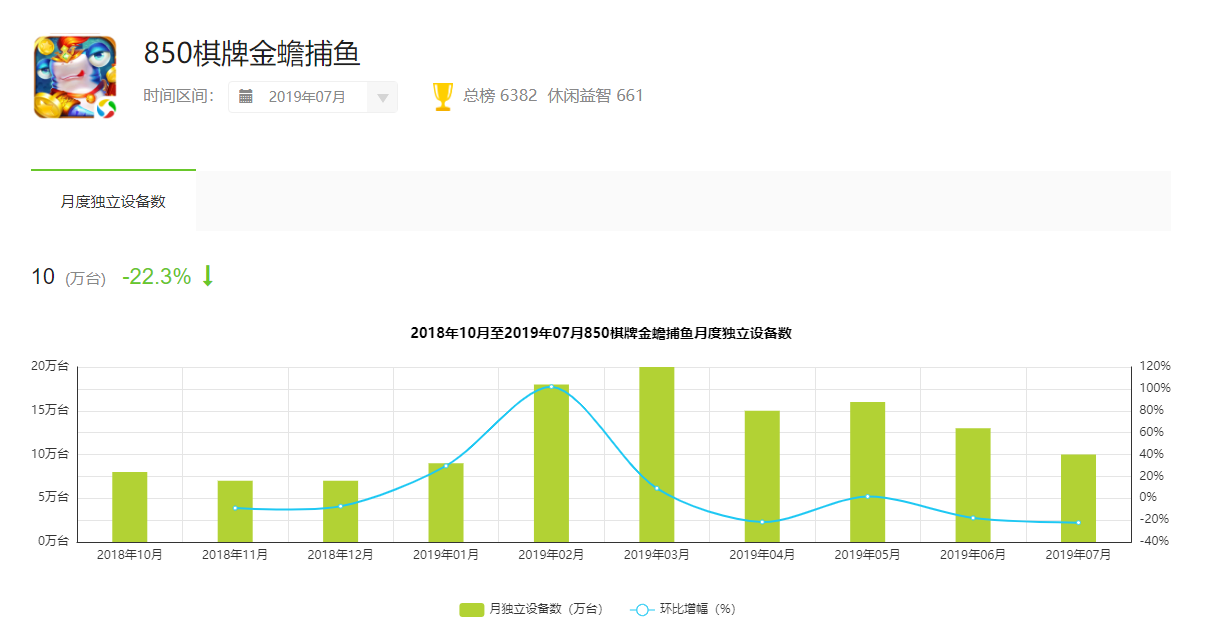 850棋牌金蟾捕鱼
时间区间： 2019年07月 总榜 6382 休闲益智 661
月度独立设备数
10 (万台) -22.3%
2018年10月至2019年07月850棋牌金蟾捕鱼月度独立设备数
20万台 120%
100%
15万台 80%
60%
10万台 40%
20%
5万台 0%
-20%
0万台 -40%
2018年10月 2018年11月 2018年12月 2019年01月 2019年02月 2019年03月 2019年04月 2019年05月 2019年06月 2019年07月
月独立设备数（万台） 环比增幅（%）